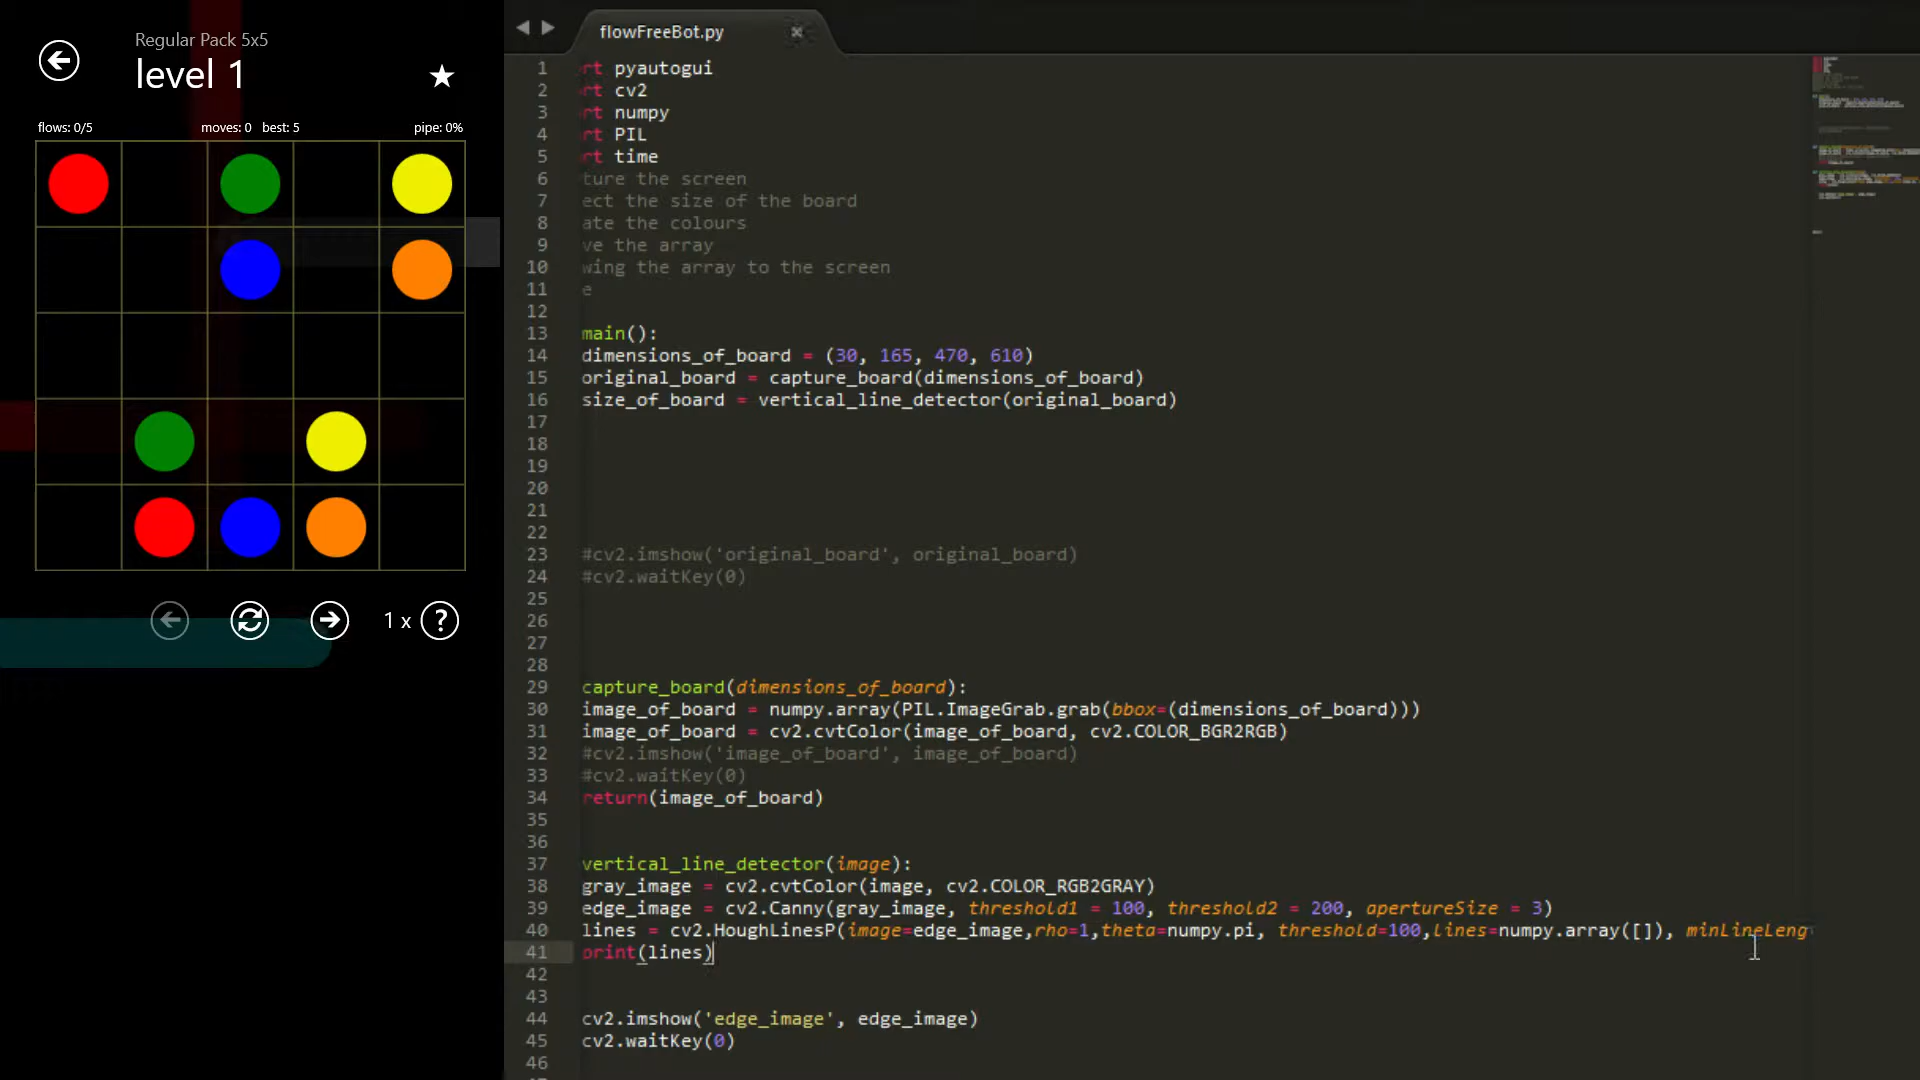 Regular Pack 5x5
level 1
flows: 0/5 moves: 0 best: 5 pipe: 0%
1 x ?
flowFreeBot.py
1 rt pyautogui
2 rt cv2
3 rt numpy
4 rt PIL
5 rt time
6 ture the screen
7 ect the size of the board
8 ate the colours
9 ve the array
10 wing the array to the screen
11 e
12
13 main():
14 dimensions_of_board = (30, 165, 470, 610)
15 original_board = capture_board(dimensions_of_board)
16 size_of_board = vertical_line_detector(original_board)
17
18
19
20
21
22
23 #cv2.imshow('original_board', original_board)
24 #cv2.waitKey(0)
25
26
27
28
29 capture_board(dimensions_of_board):
30 image_of_board = numpy.array(PIL.ImageGrab.grab(bbox=(dimensions_of_board)))
31 image_of_board = cv2.cvtColor(image_of_board, cv2.COLOR_BGR2RGB)
32 #cv2.imshow('image_of_board', image_of_board)
33 #cv2.waitKey(0)
34 return(image_of_board)
35
36
37 vertical_line_detector(image):
38 gray_image = cv2.cvtColor(image, cv2.COLOR_RGB2GRAY)
39 edge_image = cv2.Canny(gray_image, threshold1 = 100, threshold2 = 200, apertureSize = 3)
40 lines = cv2.HoughLinesP(image=edge_image,rho=1,theta=numpy.pi, threshold=100,lines=numpy.array([]), minLineLeng
41 print(lines)
42
43
44 cv2.imshow('edge_image', edge_image)
45 cv2.waitKey(0)
46